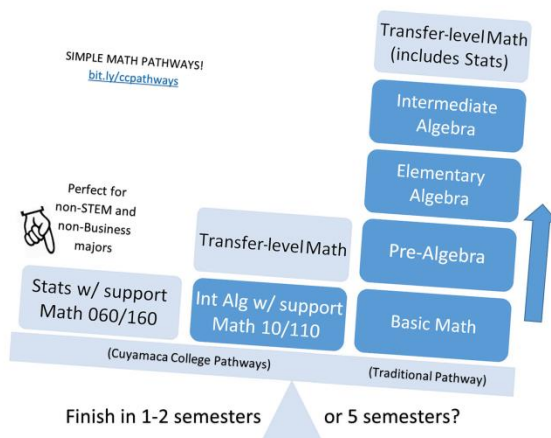 SIMPLE MATH PATHWAYS!
bit.ly/ccpathways
Perfect for
non-STEM and
non-Business
majors
Stats w/ support
Math 060/160
Transfer-level Math
Int Alg w/ support
Math 10/110
Transfer-level Math
(includes Stats)
Intermediate
Algebra
Elementary
Algebra
Pre-Algebra
Basic Math
(Cuyamaca College Pathways)
(Traditional Pathway)
Finish in 1-2 semesters or 5 semesters?